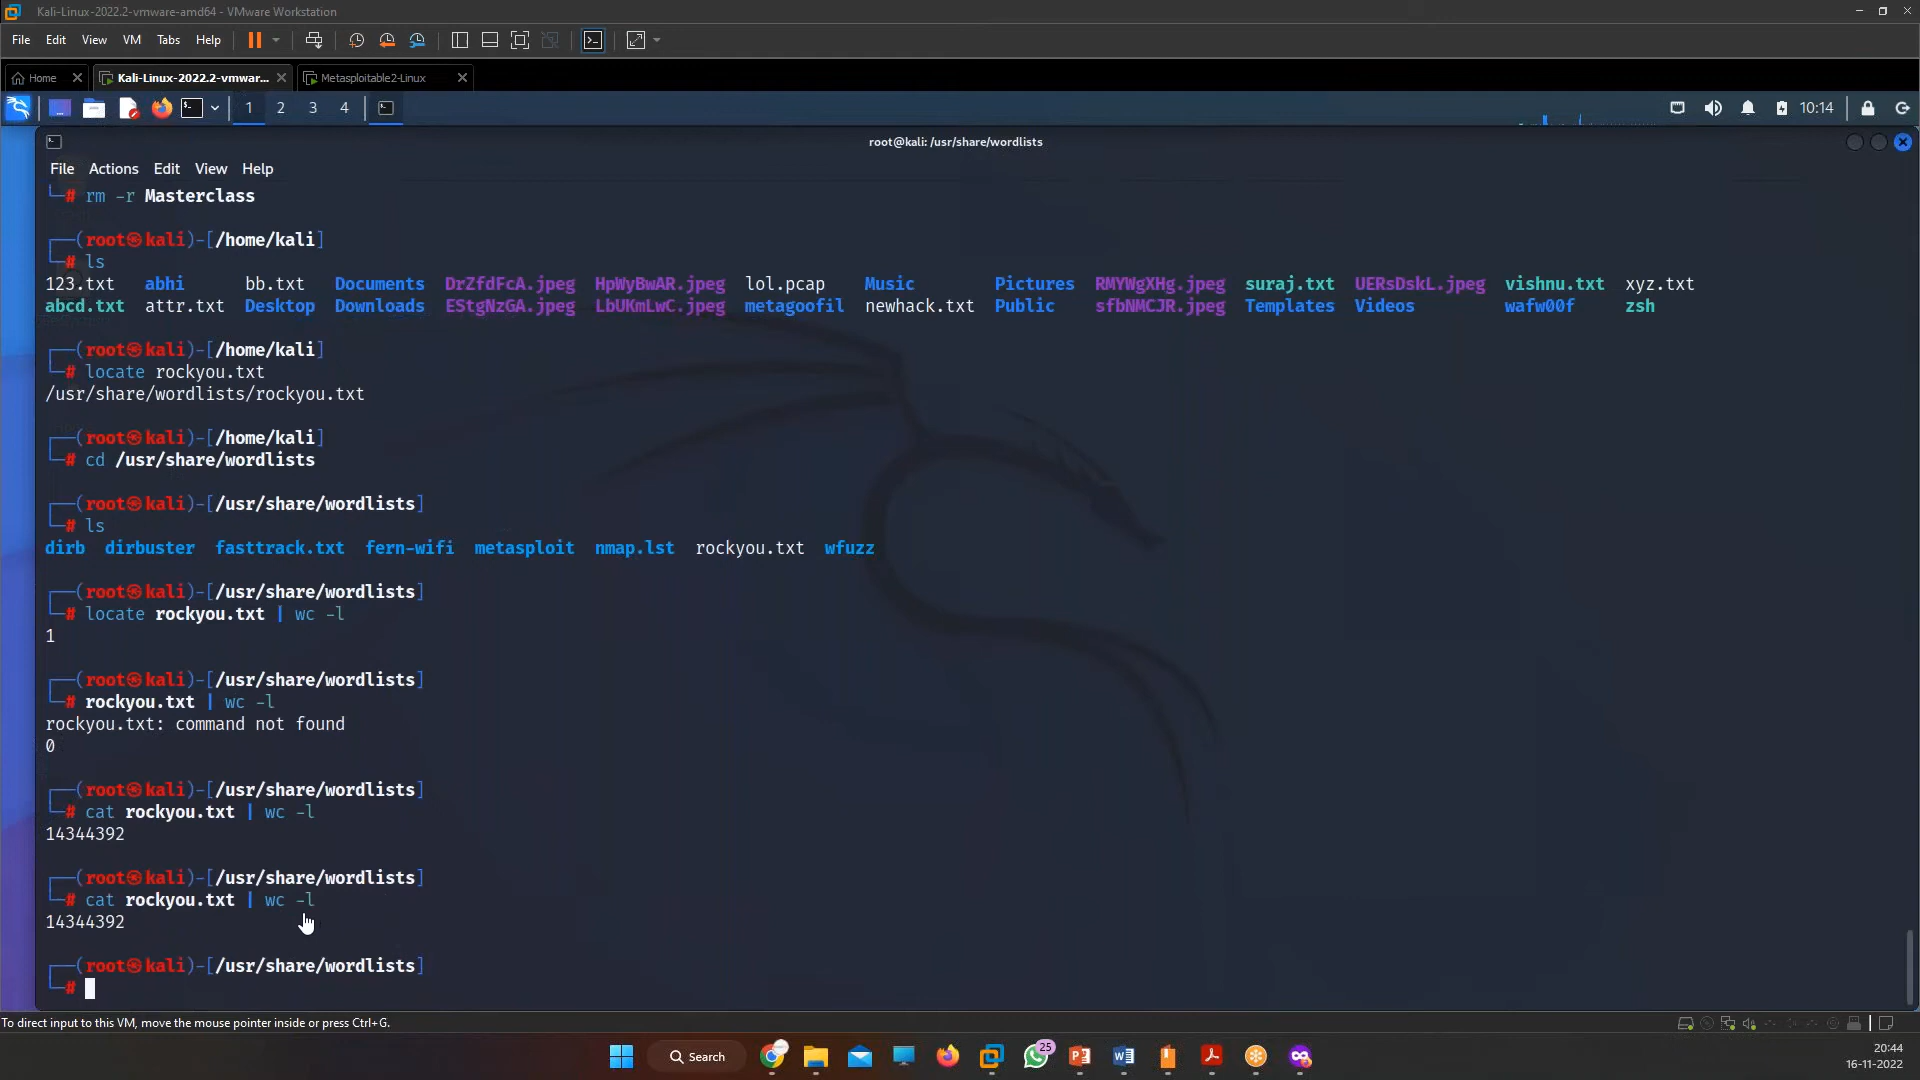 Kali-Linux-2022.2-vmware-amd64 - VMware Workstation
File Edit View VM Tabs Help
Home Kali-Linux-2022.2-vmwar... Metasploitable2-Linux
1 2 3 4 10:14
root@kali: /usr/share/wordlists
File Actions Edit View Help
└─# rm -r Masterclass
┌──(root㉿kali)-[/home/kali]
└─# ls
123.txt abhi bb.txt Documents DrZfdFcA.jpeg HpWyBwAR.jpeg lol.pcap Music Pictures RMYWgXHg.jpeg suraj.txt UERsDskL.jpeg vishnu.txt xyz.txt
abcd.txt attr.txt Desktop Downloads EStgNzGA.jpeg LbUKmLwC.jpeg metagoofil newhack.txt Public sfbNMCJR.jpeg Templates Videos wafw00f zsh
┌──(root㉿kali)-[/home/kali]
└─# locate rockyou.txt
/usr/share/wordlists/rockyou.txt
┌──(root㉿kali)-[/home/kali]
└─# cd /usr/share/wordlists
┌──(root㉿kali)-[/usr/share/wordlists]
└─# ls
dirb dirbuster fasttrack.txt fern-wifi metasploit nmap.lst rockyou.txt wfuzz
┌──(root㉿kali)-[/usr/share/wordlists]
└─# locate rockyou.txt | wc -l
1
┌──(root㉿kali)-[/usr/share/wordlists]
└─# rockyou.txt | wc -l
rockyou.txt: command not found
0
┌──(root㉿kali)-[/usr/share/wordlists]
└─# cat rockyou.txt | wc -l
14344392
┌──(root㉿kali)-[/usr/share/wordlists]
└─# cat rockyou.txt | wc -l
14344392
┌──(root㉿kali)-[/usr/share/wordlists]
└─#
To direct input to this VM, move the mouse pointer inside or press Ctrl+G.
Search 25 20:44
16-11-2022